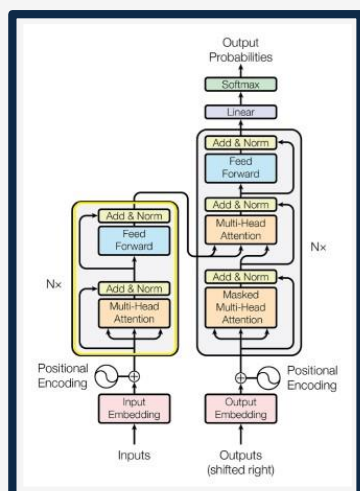 Output
Probabilities
Softmax
Linear
Add & Norm
Feed
Forward
Add & Norm
Multi-Head
Attention
Add & Norm
Masked
Multi-Head
Attention
N×
Add & Norm
Feed
Forward
Add & Norm
Multi-Head
Attention
N×
Positional
Encoding
Positional
Encoding
Input
Embedding
Output
Embedding
Inputs
Outputs
(shifted right)